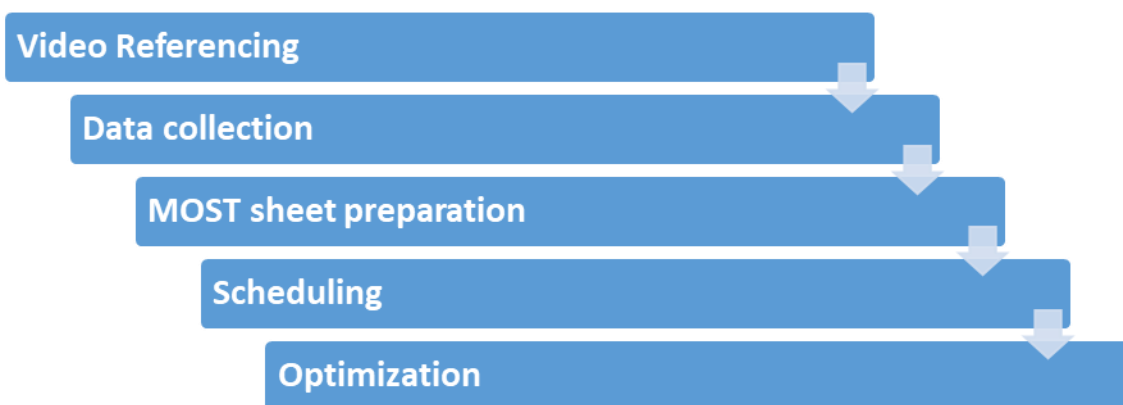 Video Referencing
Data collection
MOST sheet preparation
Scheduling
Optimization